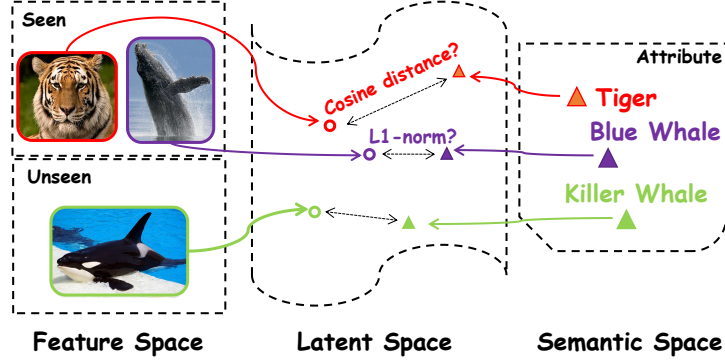 Seen
Attribute
Cosine distance?
Tiger
L1-norm?
Blue Whale
Unseen
Killer Whale
Feature Space
Latent Space
Semantic Space